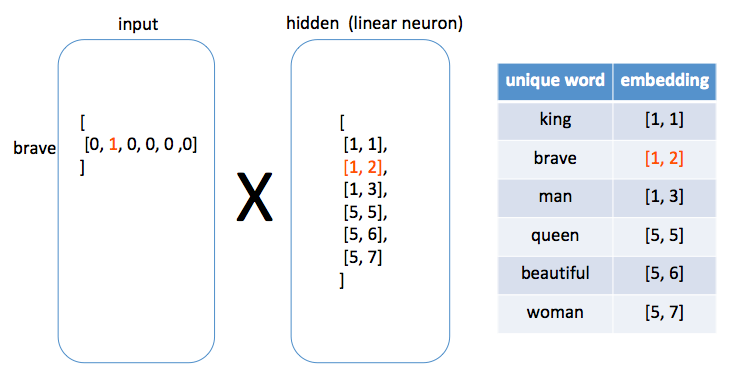 input
hidden (linear neuron)
brave
[
[0, 1, 0, 0, 0 ,0]
]
X
[
[1, 1],
[1, 2],
[1, 3],
[5, 5],
[5, 6],
[5, 7]
]
unique word embedding
king [1, 1]
brave [1, 2]
man [1, 3]
queen [5, 5]
beautiful [5, 6]
woman [5, 7]